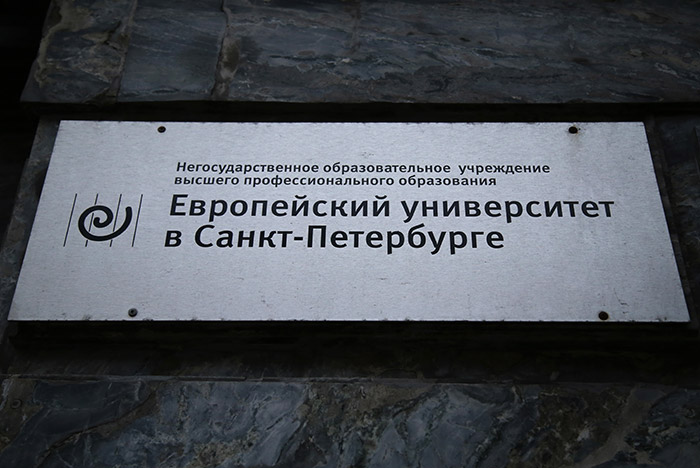 Негосударственное образовательное учреждение
высшего профессионального образования
Европейский университет
в Санкт-Петербурге